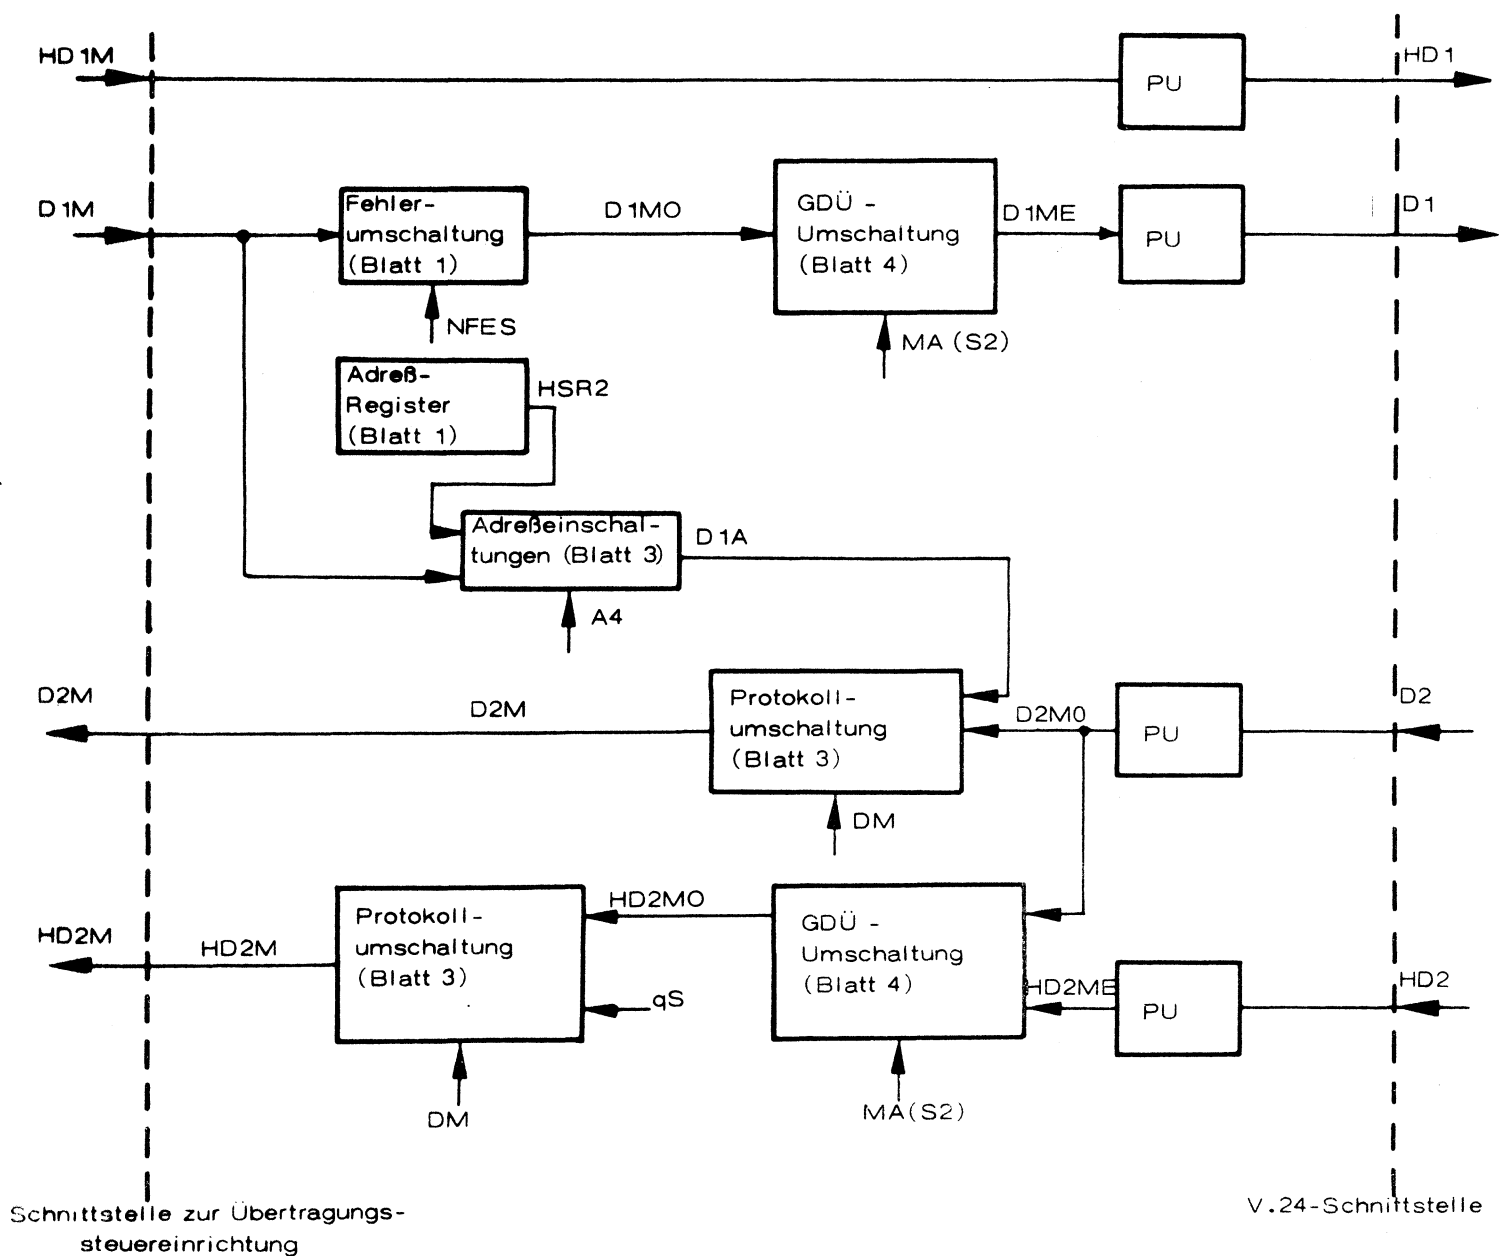 HD1M
PU
HD1
D1M
Fehler-
umschaltung
(Blatt 1)
D1MO
GDÜ -
Umschaltung
(Blatt 4)
D1ME
PU
D1
NFES
MA (S2)
Adreß-
Register
(Blatt 1)
HSR2
Adreßeinschal-
tungen (Blatt 3)
D1A
A4
D2M
D2M
Protokoll-
umschaltung
(Blatt 3)
D2M0
PU
D2
DM
HD2M
HD2M
Protokoll-
umschaltung
(Blatt 3)
HD2MO
qS
GDÜ -
Umschaltung
(Blatt 4)
HD2ME
PU
HD2
DM
MA(S2)
Schnittstelle zur Übertragungs-
steuereinrichtung
V.24-Schnittstelle